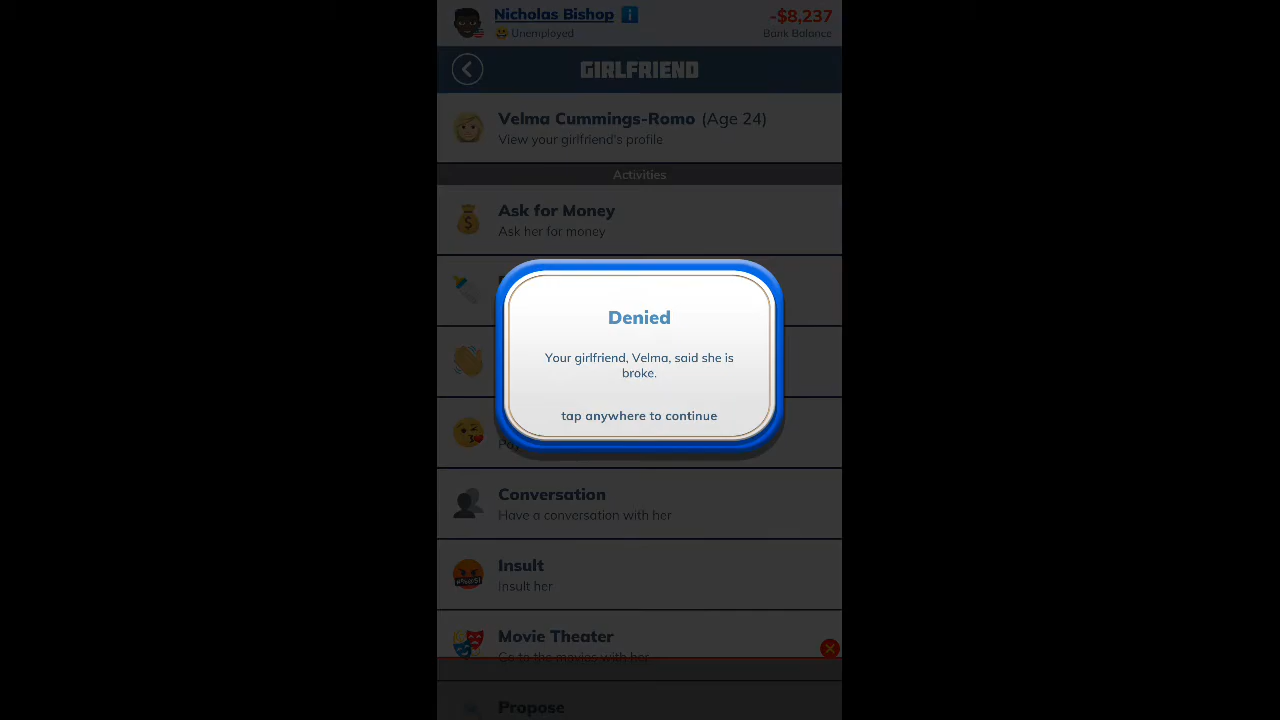 Nicholas Bishop
-$8,237
Unemployed
Bank Balance
GIRLFRIEND
Velma Cummings-Romo (Age 24)
View your girlfriend's profile
Activities
Ask for Money
Ask her for money
Denied
Your girlfriend, Velma, said she is
broke.
tap anywhere to continue
Conversation
Have a conversation with her
Insult
Insult her
Movie Theater
Go to the movies with her
Propose